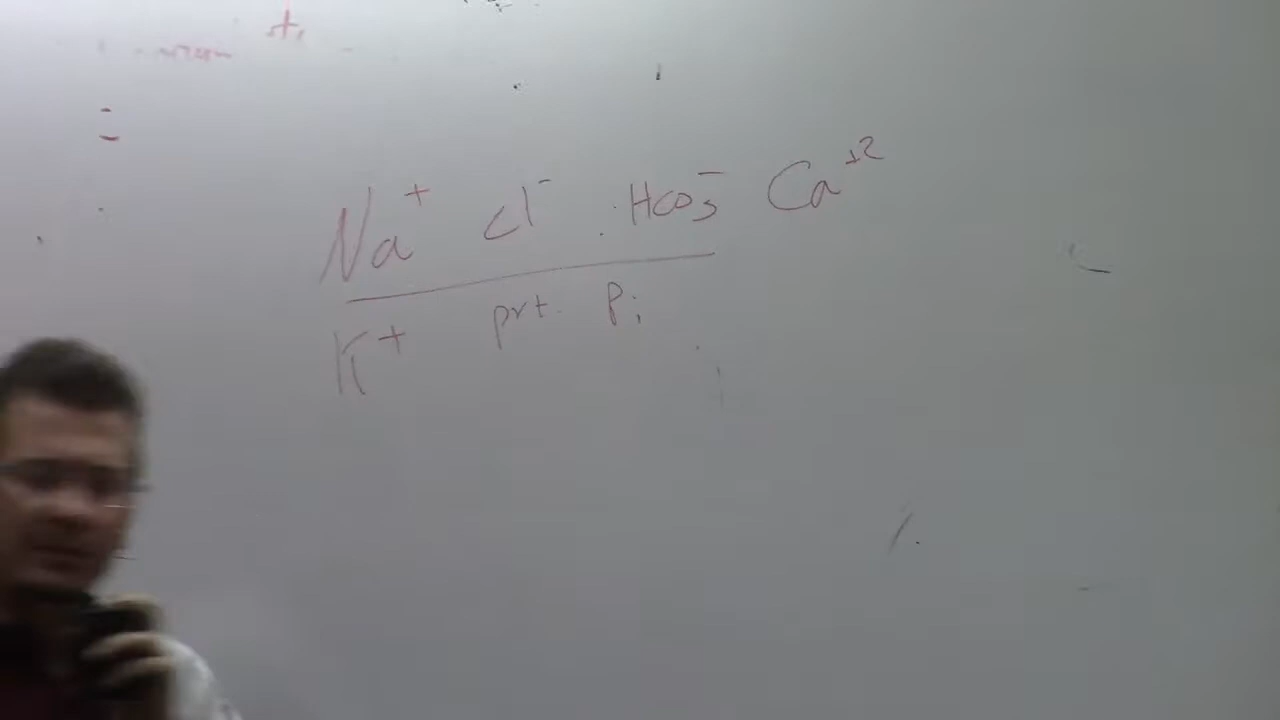 Na⁺ Cl⁻ HCO₃⁻ Ca⁺²
K⁺ prt. Pᵢ